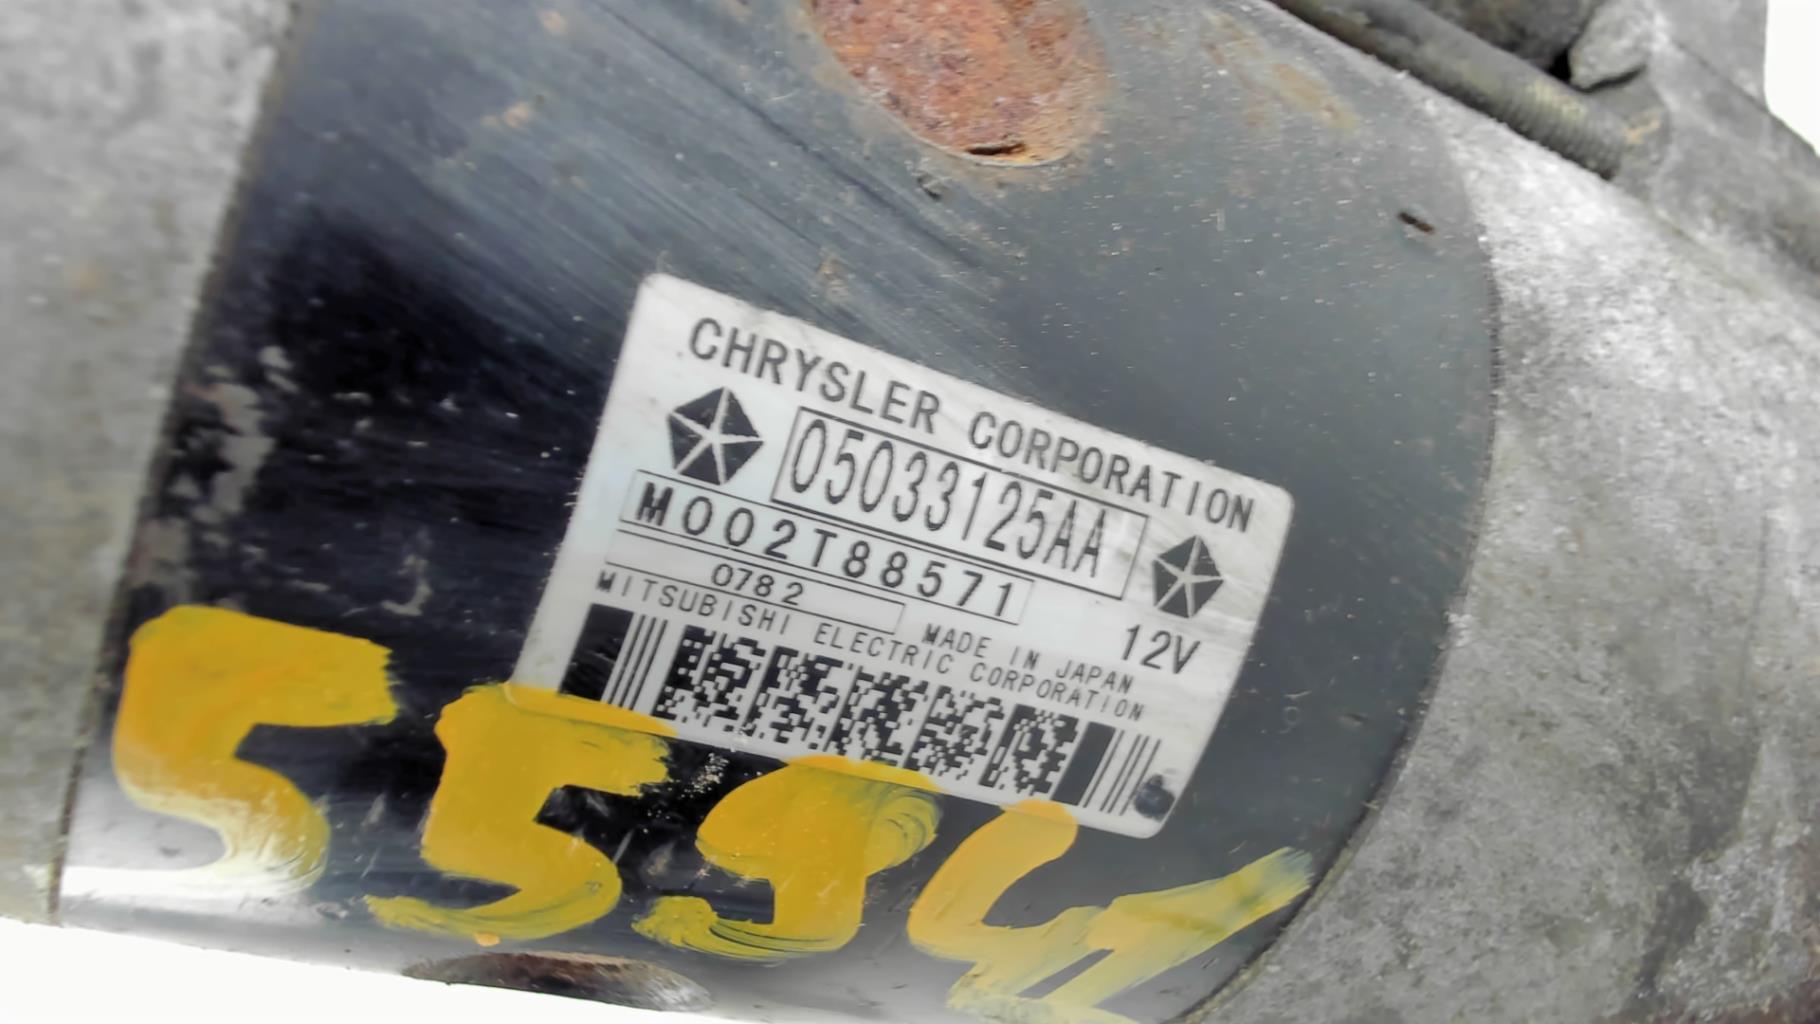 CHRYSLER CORPORATION
05033125AA
M002T88571
12V
0782
MADE IN JAPAN
MITSUBISHI ELECTRIC CORPORATION
5594